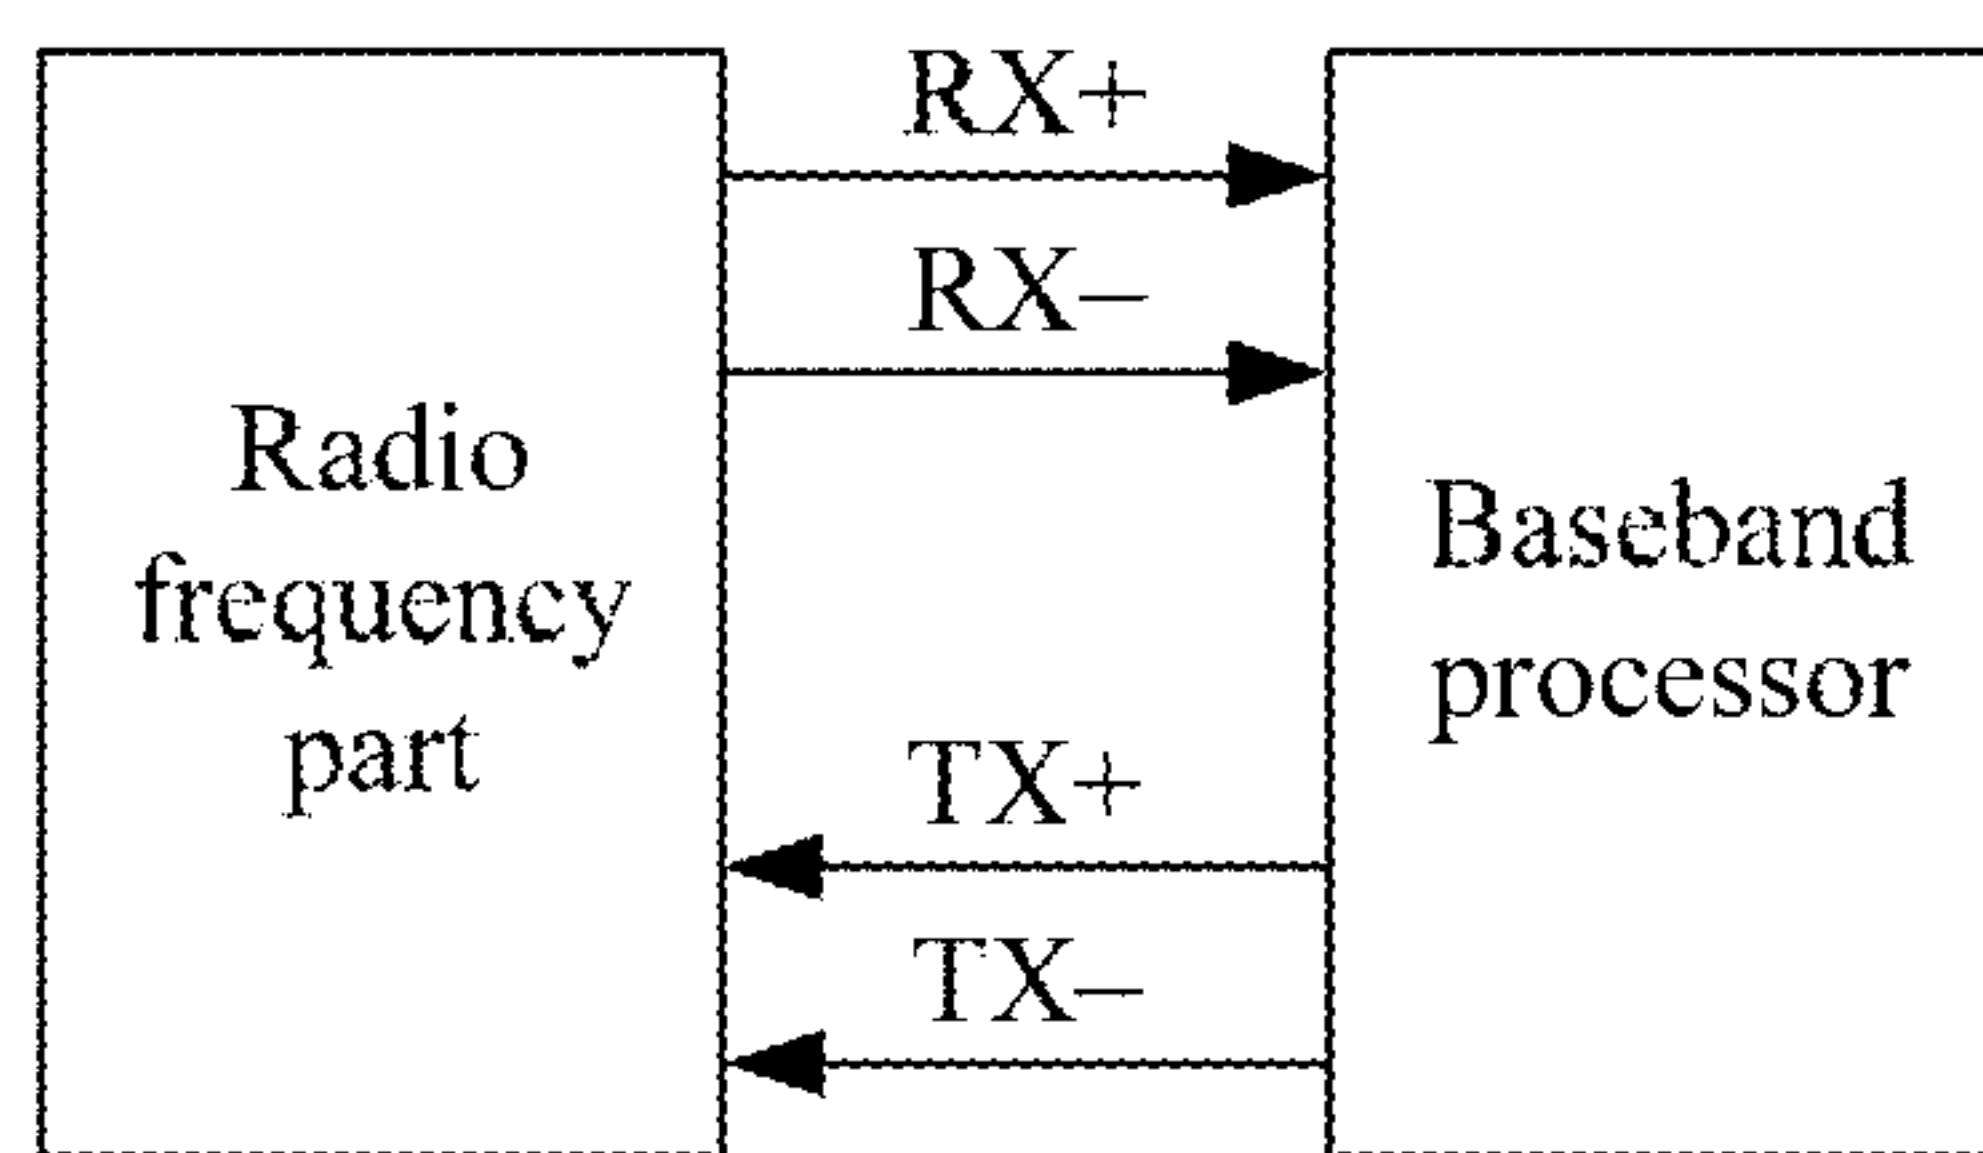 RX+
RX−
Radio
frequency
part
Baseband
processor
TX+
TX−